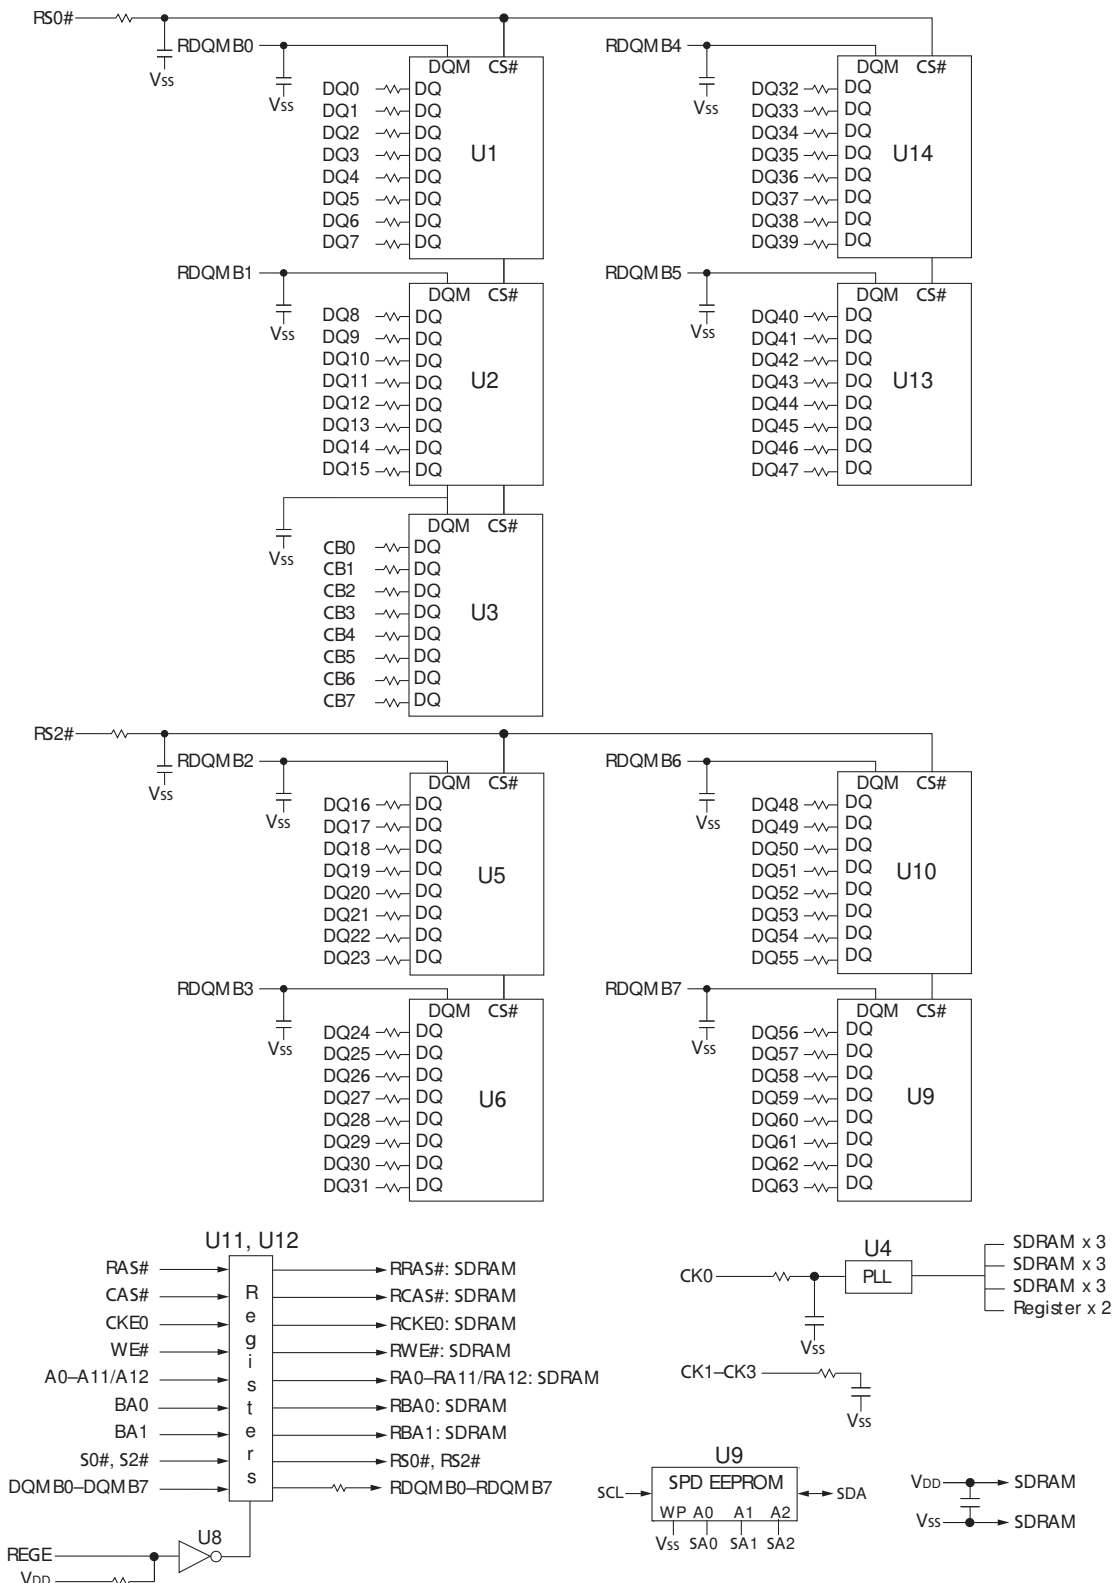 RS0#
VSS
RDQMB0
VSS
DQM CS#
U1
DQ0 DQ
DQ1 DQ
DQ2 DQ
DQ3 DQ
DQ4 DQ
DQ5 DQ
DQ6 DQ
DQ7 DQ
RDQMB4
VSS
DQM CS#
U14
DQ32 DQ
DQ33 DQ
DQ34 DQ
DQ35 DQ
DQ36 DQ
DQ37 DQ
DQ38 DQ
DQ39 DQ
RDQMB1
VSS
DQM CS#
U2
DQ8 DQ
DQ9 DQ
DQ10 DQ
DQ11 DQ
DQ12 DQ
DQ13 DQ
DQ14 DQ
DQ15 DQ
RDQMB5
VSS
DQM CS#
U13
DQ40 DQ
DQ41 DQ
DQ42 DQ
DQ43 DQ
DQ44 DQ
DQ45 DQ
DQ46 DQ
DQ47 DQ
VSS
DQM CS#
U3
CB0 DQ
CB1 DQ
CB2 DQ
CB3 DQ
CB4 DQ
CB5 DQ
CB6 DQ
CB7 DQ
RS2#
VSS
RDQMB2
VSS
DQM CS#
U5
DQ16 DQ
DQ17 DQ
DQ18 DQ
DQ19 DQ
DQ20 DQ
DQ21 DQ
DQ22 DQ
DQ23 DQ
RDQMB6
VSS
DQM CS#
U10
DQ48 DQ
DQ49 DQ
DQ50 DQ
DQ51 DQ
DQ52 DQ
DQ53 DQ
DQ54 DQ
DQ55 DQ
RDQMB3
VSS
DQM CS#
U6
DQ24 DQ
DQ25 DQ
DQ26 DQ
DQ27 DQ
DQ28 DQ
DQ29 DQ
DQ30 DQ
DQ31 DQ
RDQMB7
VSS
DQM CS#
U9
DQ56 DQ
DQ57 DQ
DQ58 DQ
DQ59 DQ
DQ60 DQ
DQ61 DQ
DQ62 DQ
DQ63 DQ
U11, U12
Registers
RAS# RRAS#: SDRAM
CAS# RCAS#: SDRAM
CKE0 RCKE0: SDRAM
WE# RWE#: SDRAM
A0–A11/A12 RA0–RA11/RA12: SDRAM
BA0 RBA0: SDRAM
BA1 RBA1: SDRAM
S0#, S2# RS0#, RS2#
DQMB0–DQMB7 RDQMB0–RDQMB7
U8
REGE
VDD
U4
CK0 PLL
VSS
SDRAM x 3
SDRAM x 3
SDRAM x 3
Register x 2
CK1–CK3
VSS
U9
SPD EEPROM
SCL SDA
WP A0 A1 A2
VSS SA0 SA1 SA2
VDD SDRAM
VSS SDRAM